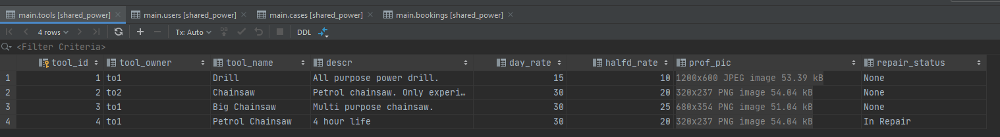 main.tools [shared_power] main.users [shared_power] main.cases [shared_power] main.bookings [shared_power]
4 rows Tx: Auto DB DDL
<Filter Criteria>
tool_id tool_owner tool_name descr day_rate halfd_rate prof_pic repair_status
1 1 to1 Drill All purpose power drill. 15 10 1200x600 JPEG image 53.39 kB None
2 2 to2 Chainsaw Petrol chainsaw. Only experi… 30 20 320x237 PNG image 54.04 kB None
3 3 to1 Big Chainsaw Multi purpose chainsaw. 30 25 680x354 PNG image 51.04 kB None
4 4 to1 Petrol Chainsaw 4 hour life 30 20 320x237 PNG image 54.04 kB In Repair